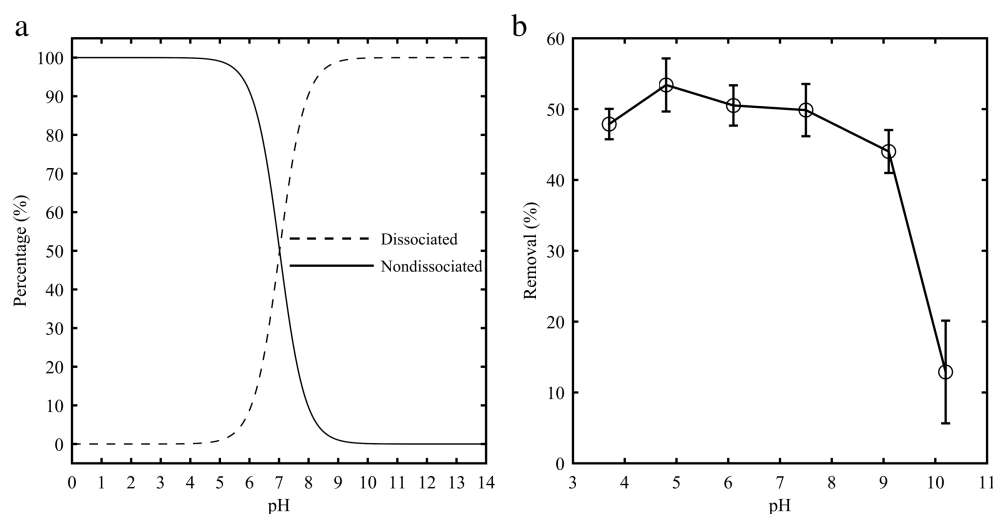 a
100
90
80
70
60
50
40
30
20
10
0
Percentage (%)
Dissociated
Nondissociated
0 1 2 3 4 5 6 7 8 9 10 11 12 13 14
pH
b
60
50
40
30
20
10
0
Removal (%)
3 4 5 6 7 8 9 10 11
pH